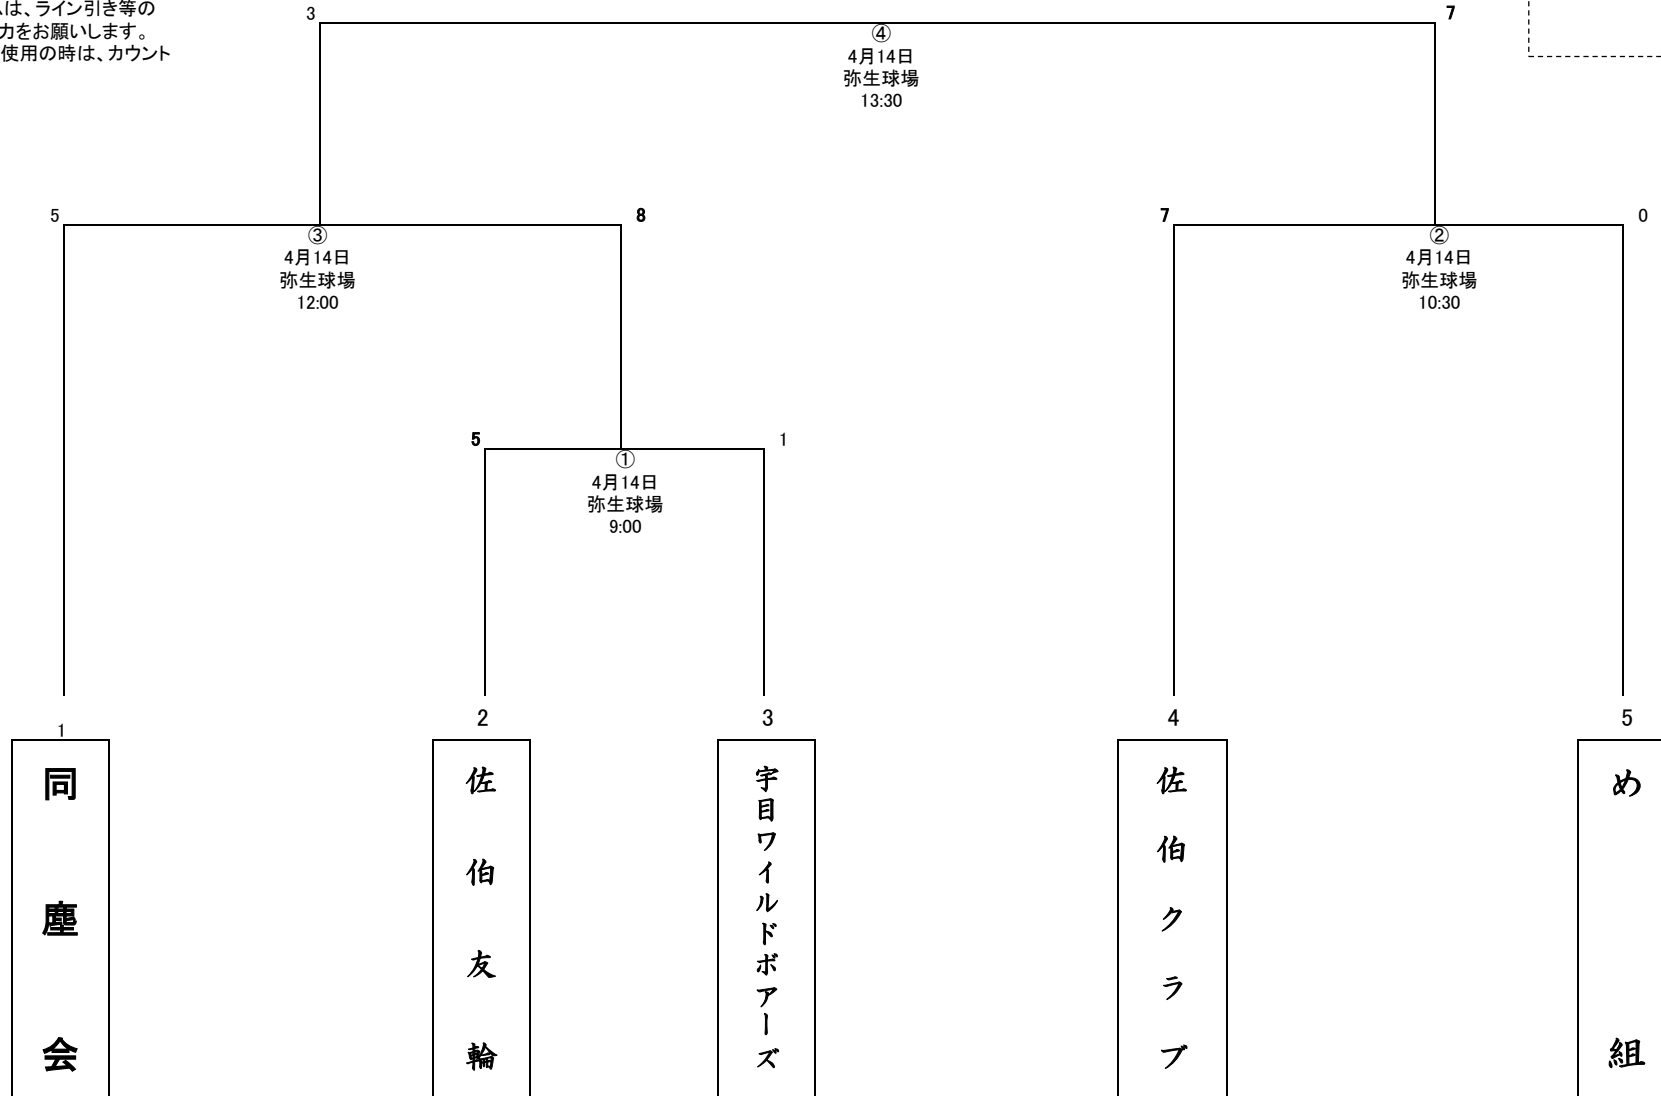 は、ライン引き等の
力をお願いします。
使用の時は、カウント
3
7
④
4月14日
弥生球場
13:30
5
8
③
4月14日
弥生球場
12:00
7
0
②
4月14日
弥生球場
10:30
5
1
①
4月14日
弥生球場
9:00
1
2
3
4
5
同塵会
佐伯友輪
宇目ワイルドボアーズ
佐伯クラブ
め組